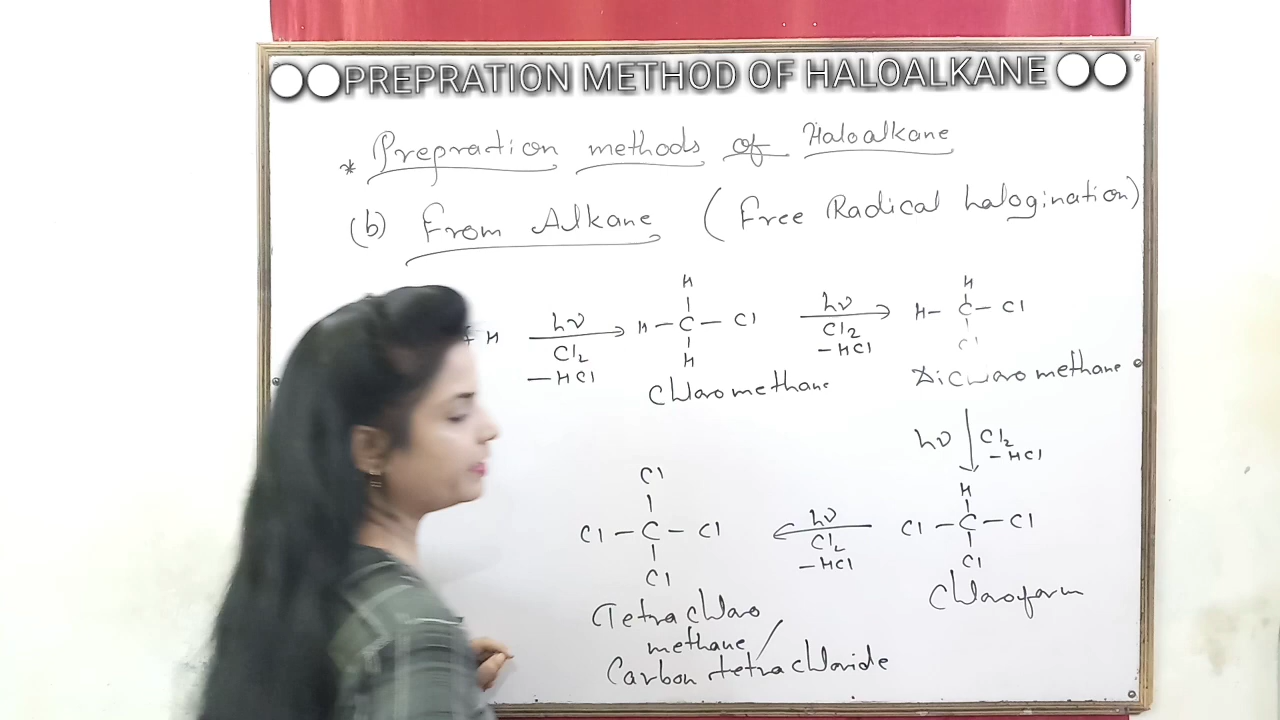 PREPRATION METHOD OF HALOALKANE
* Prepration methods of Haloalkane
(b) From Alkane (Free Radical halogination)
H
H
hν
Cl2
-HCl
H - C - Cl
H
Chloromethane
hν
Cl2
-HCl
H
H - C - Cl
Cl
Dichloromethane
hν
Cl2
-HCl
H
Cl - C - Cl
Cl
Chloroform
hν
Cl2
-HCl
Cl
Cl - C - Cl
Cl
Tetrachloro
methane /
Carbon tetrachloride